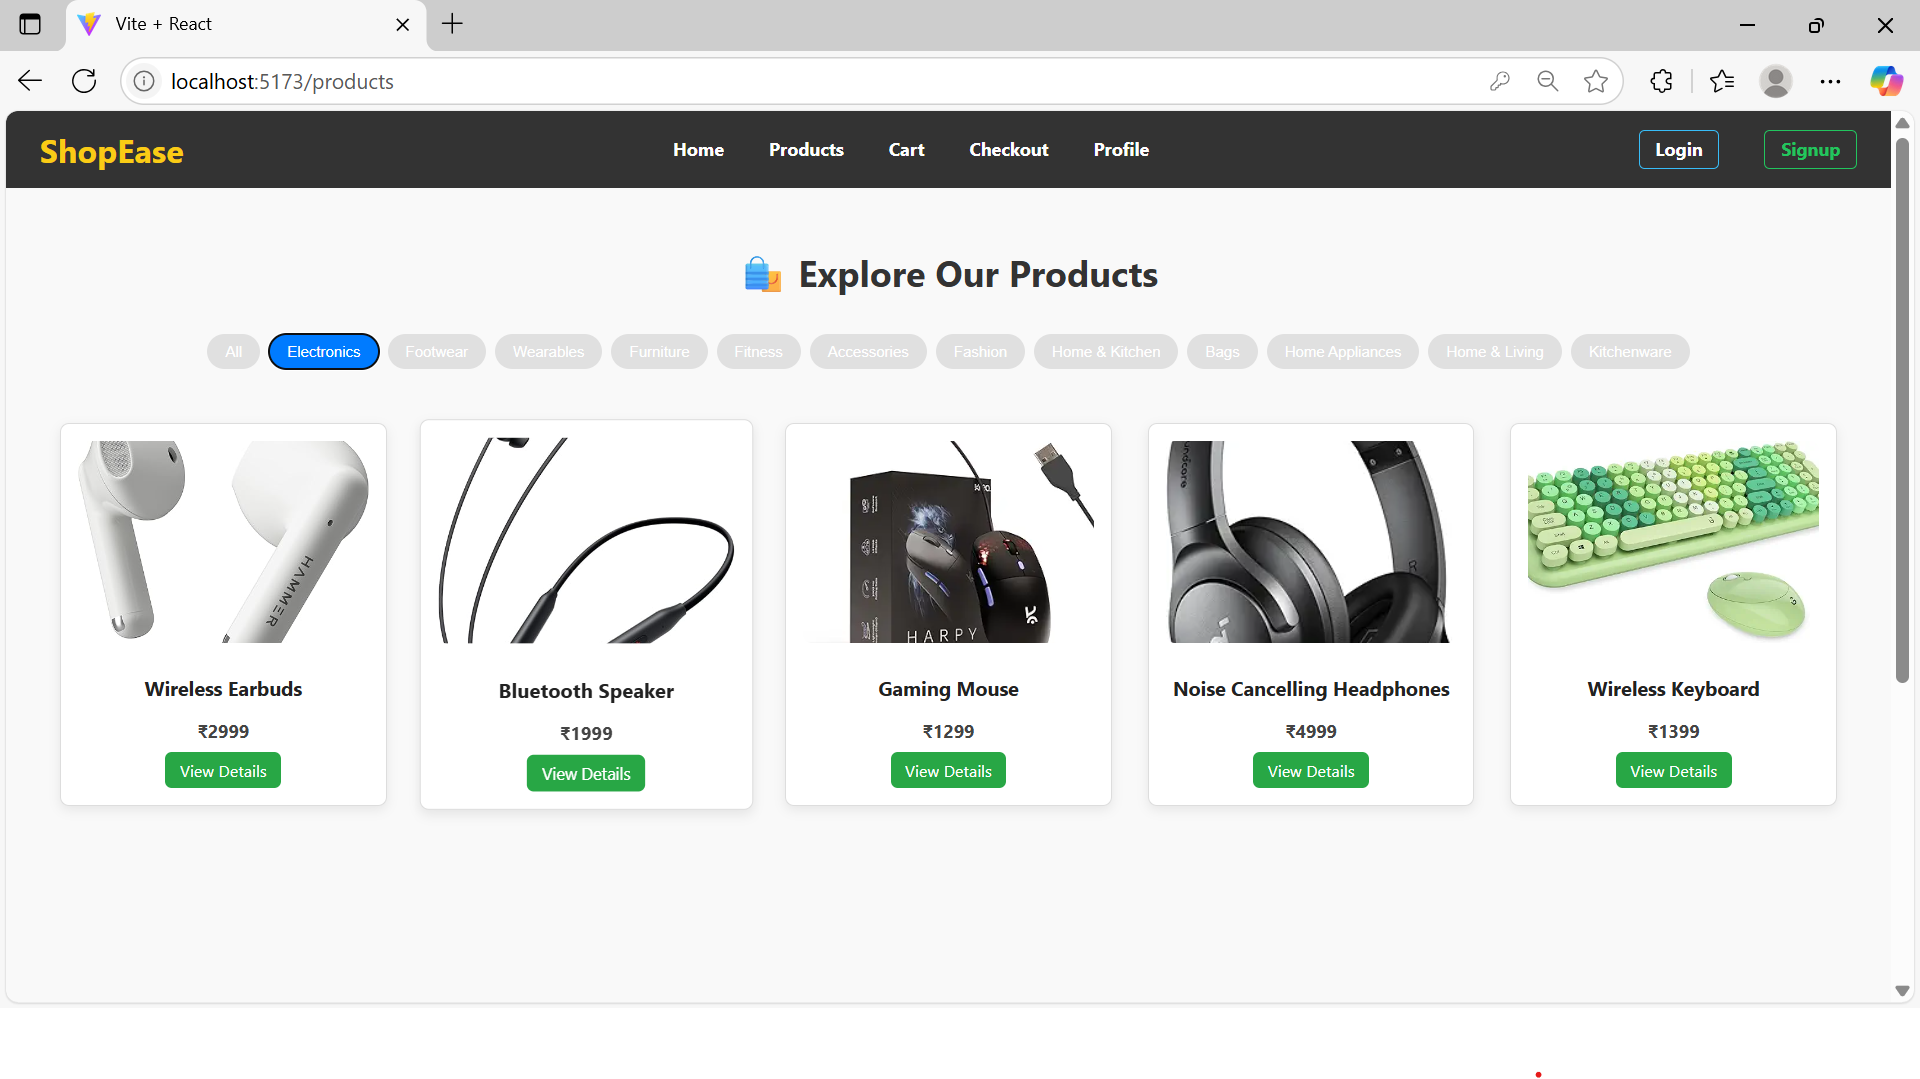 Vite + React
localhost:5173/products
ShopEase
Home Products Cart Checkout Profile
Login Signup
Explore Our Products
All Electronics Footwear Wearables Furniture Fitness Accessories Fashion Home & Kitchen Bags Home Appliances Home & Living Kitchenware
HAMMER
HARPY
soundcore
R
Wireless Earbuds
₹2999
View Details
Bluetooth Speaker
₹1999
View Details
Gaming Mouse
₹1299
View Details
Noise Cancelling Headphones
₹4999
View Details
Wireless Keyboard
₹1399
View Details